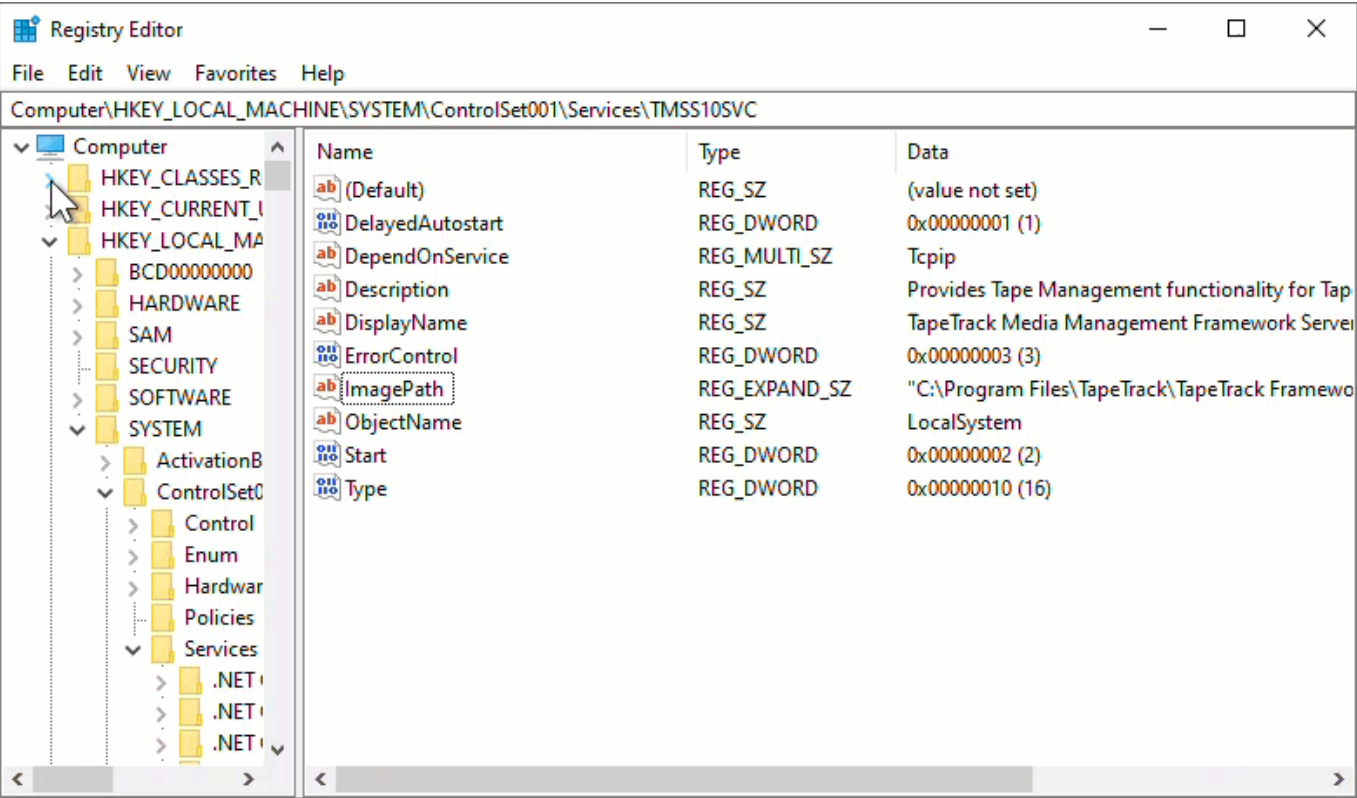 Registry Editor
File Edit View Favorites Help
Computer\HKEY_LOCAL_MACHINE\SYSTEM\ControlSet001\Services\TMSS10SVC
Computer
HKEY_CLASSES_R
HKEY_CURRENT_U
HKEY_LOCAL_MA
BCD00000000
HARDWARE
SAM
SECURITY
SOFTWARE
SYSTEM
ActivationB
ControlSet0
Control
Enum
Hardwar
Policies
Services
.NET
.NET
.NET
Name Type Data
(Default) REG_SZ (value not set)
DelayedAutostart REG_DWORD 0x00000001 (1)
DependOnService REG_MULTI_SZ Tcpip
Description REG_SZ Provides Tape Management functionality for Tap
DisplayName REG_SZ TapeTrack Media Management Framework Server
ErrorControl REG_DWORD 0x00000003 (3)
ImagePath REG_EXPAND_SZ "C:\Program Files\TapeTrack\TapeTrack Framewo
ObjectName REG_SZ LocalSystem
Start REG_DWORD 0x00000002 (2)
Type REG_DWORD 0x00000010 (16)